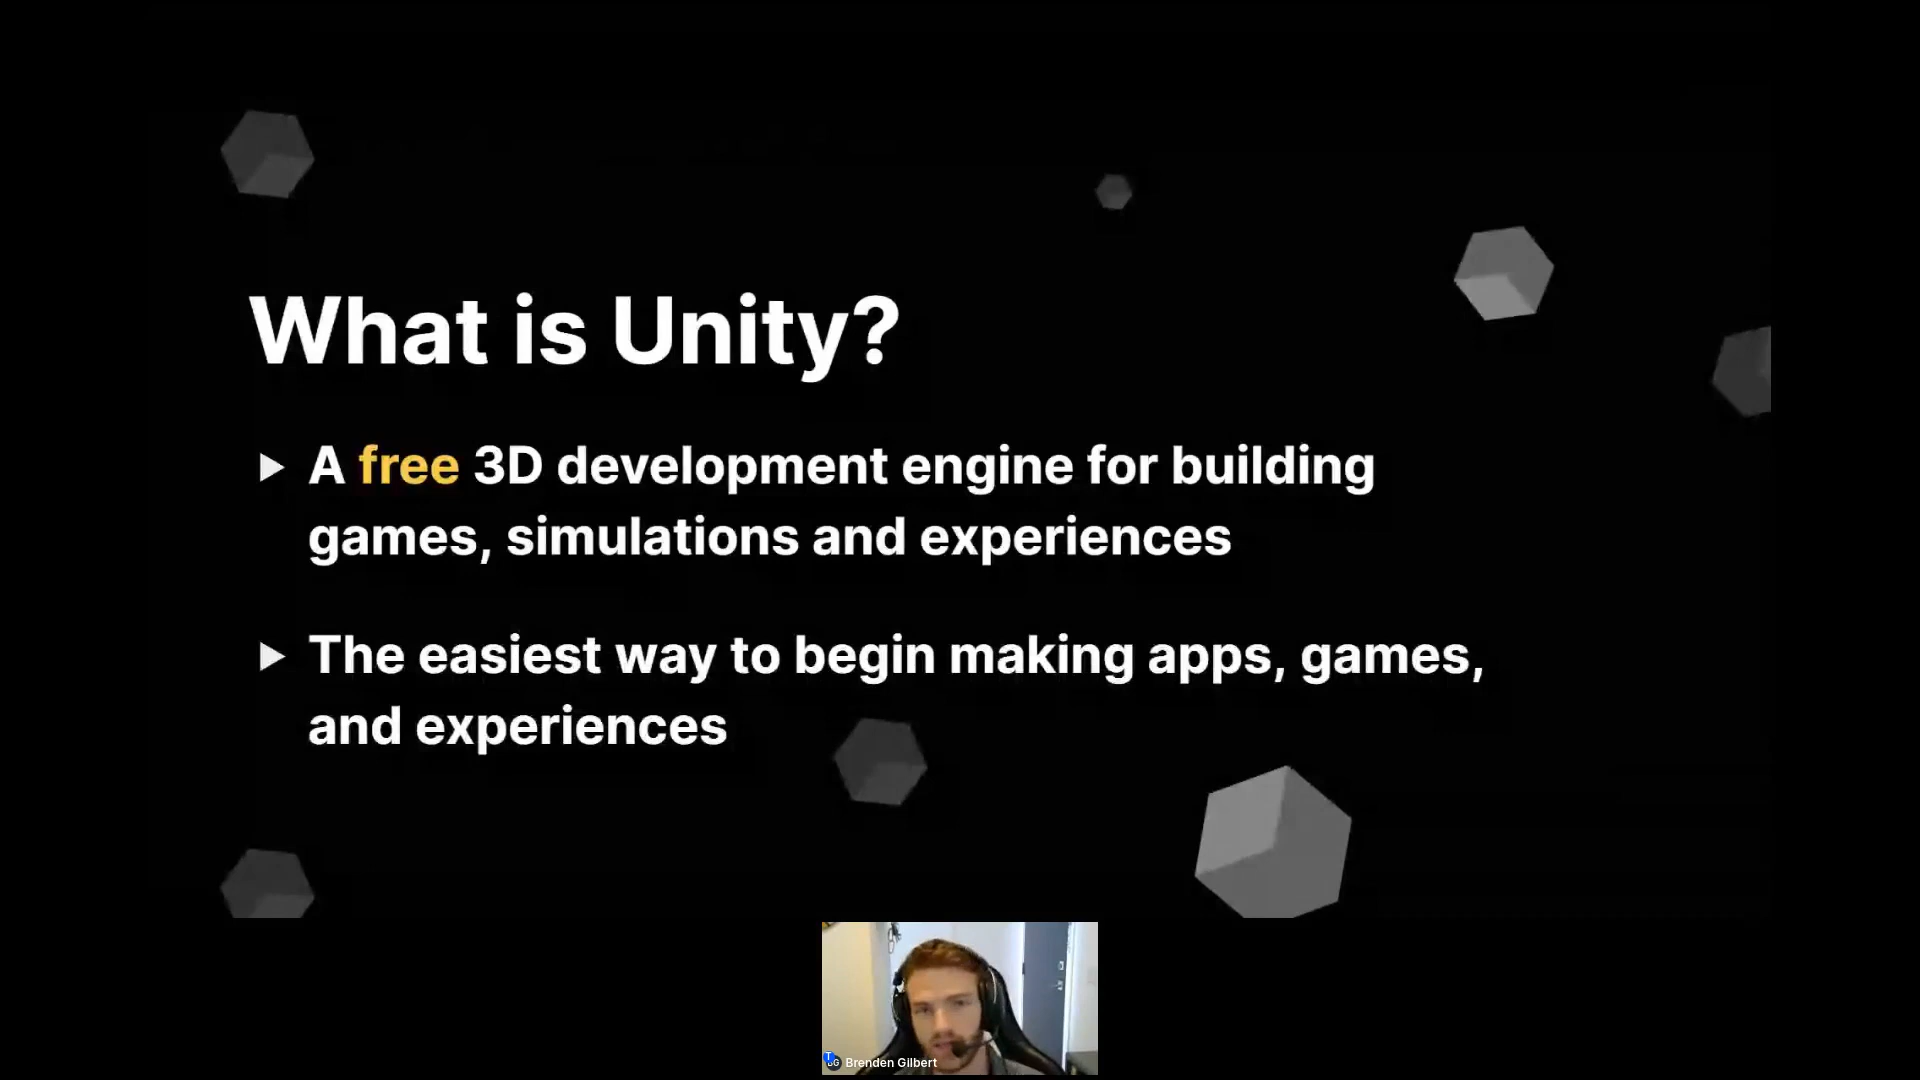 What is Unity?
▶ A free 3D development engine for building
games, simulations and experiences
▶ The easiest way to begin making apps, games,
and experiences
T
BG Brenden Gilbert